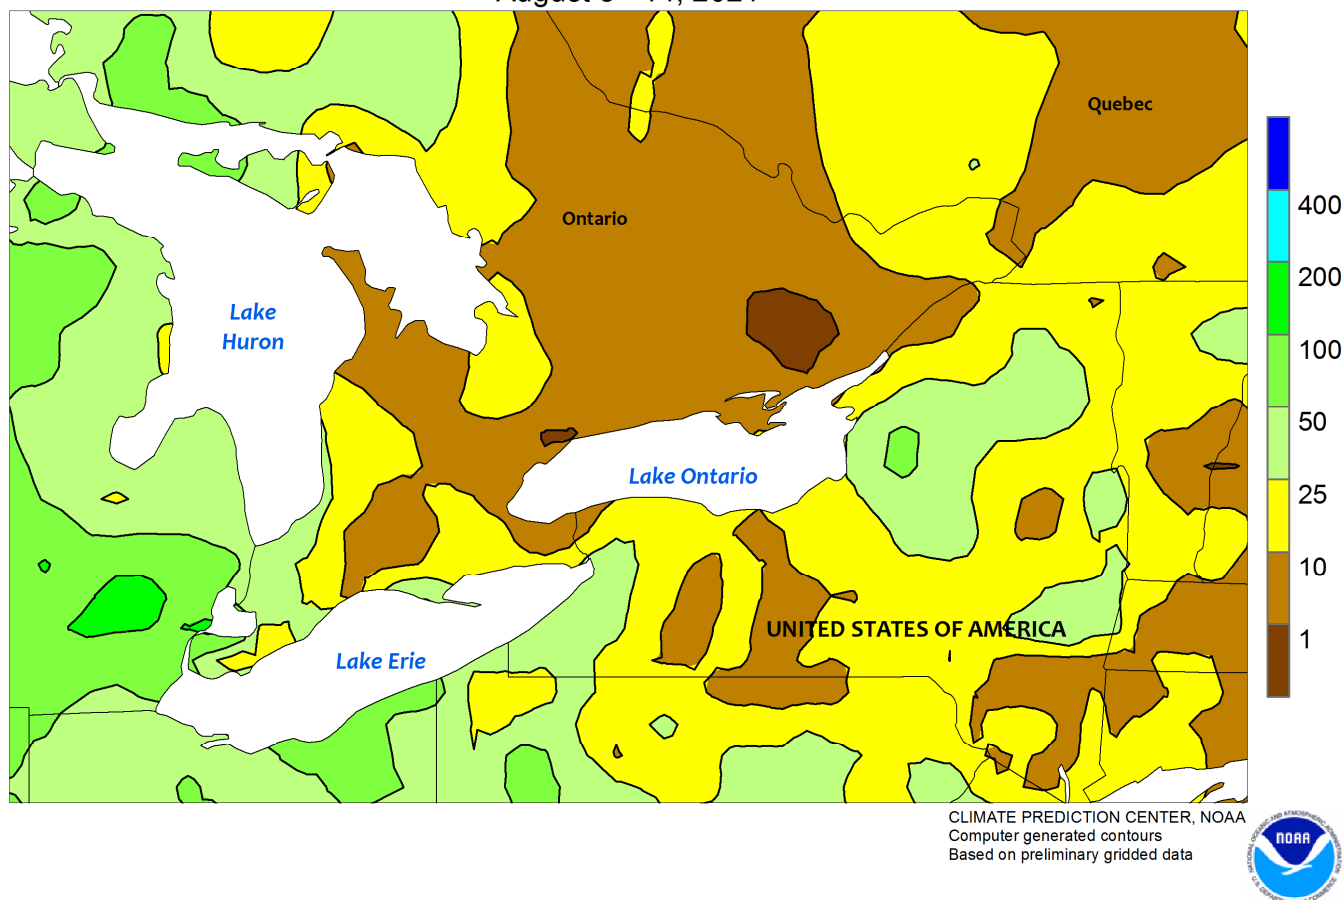 Quebec
Ontario
Lake
Huron
Lake Ontario
UNITED STATES OF AMERICA
Lake Erie
400
200
100
50
25
10
1
CLIMATE PREDICTION CENTER, NOAA
Computer generated contours
Based on preliminary gridded data
NOAA